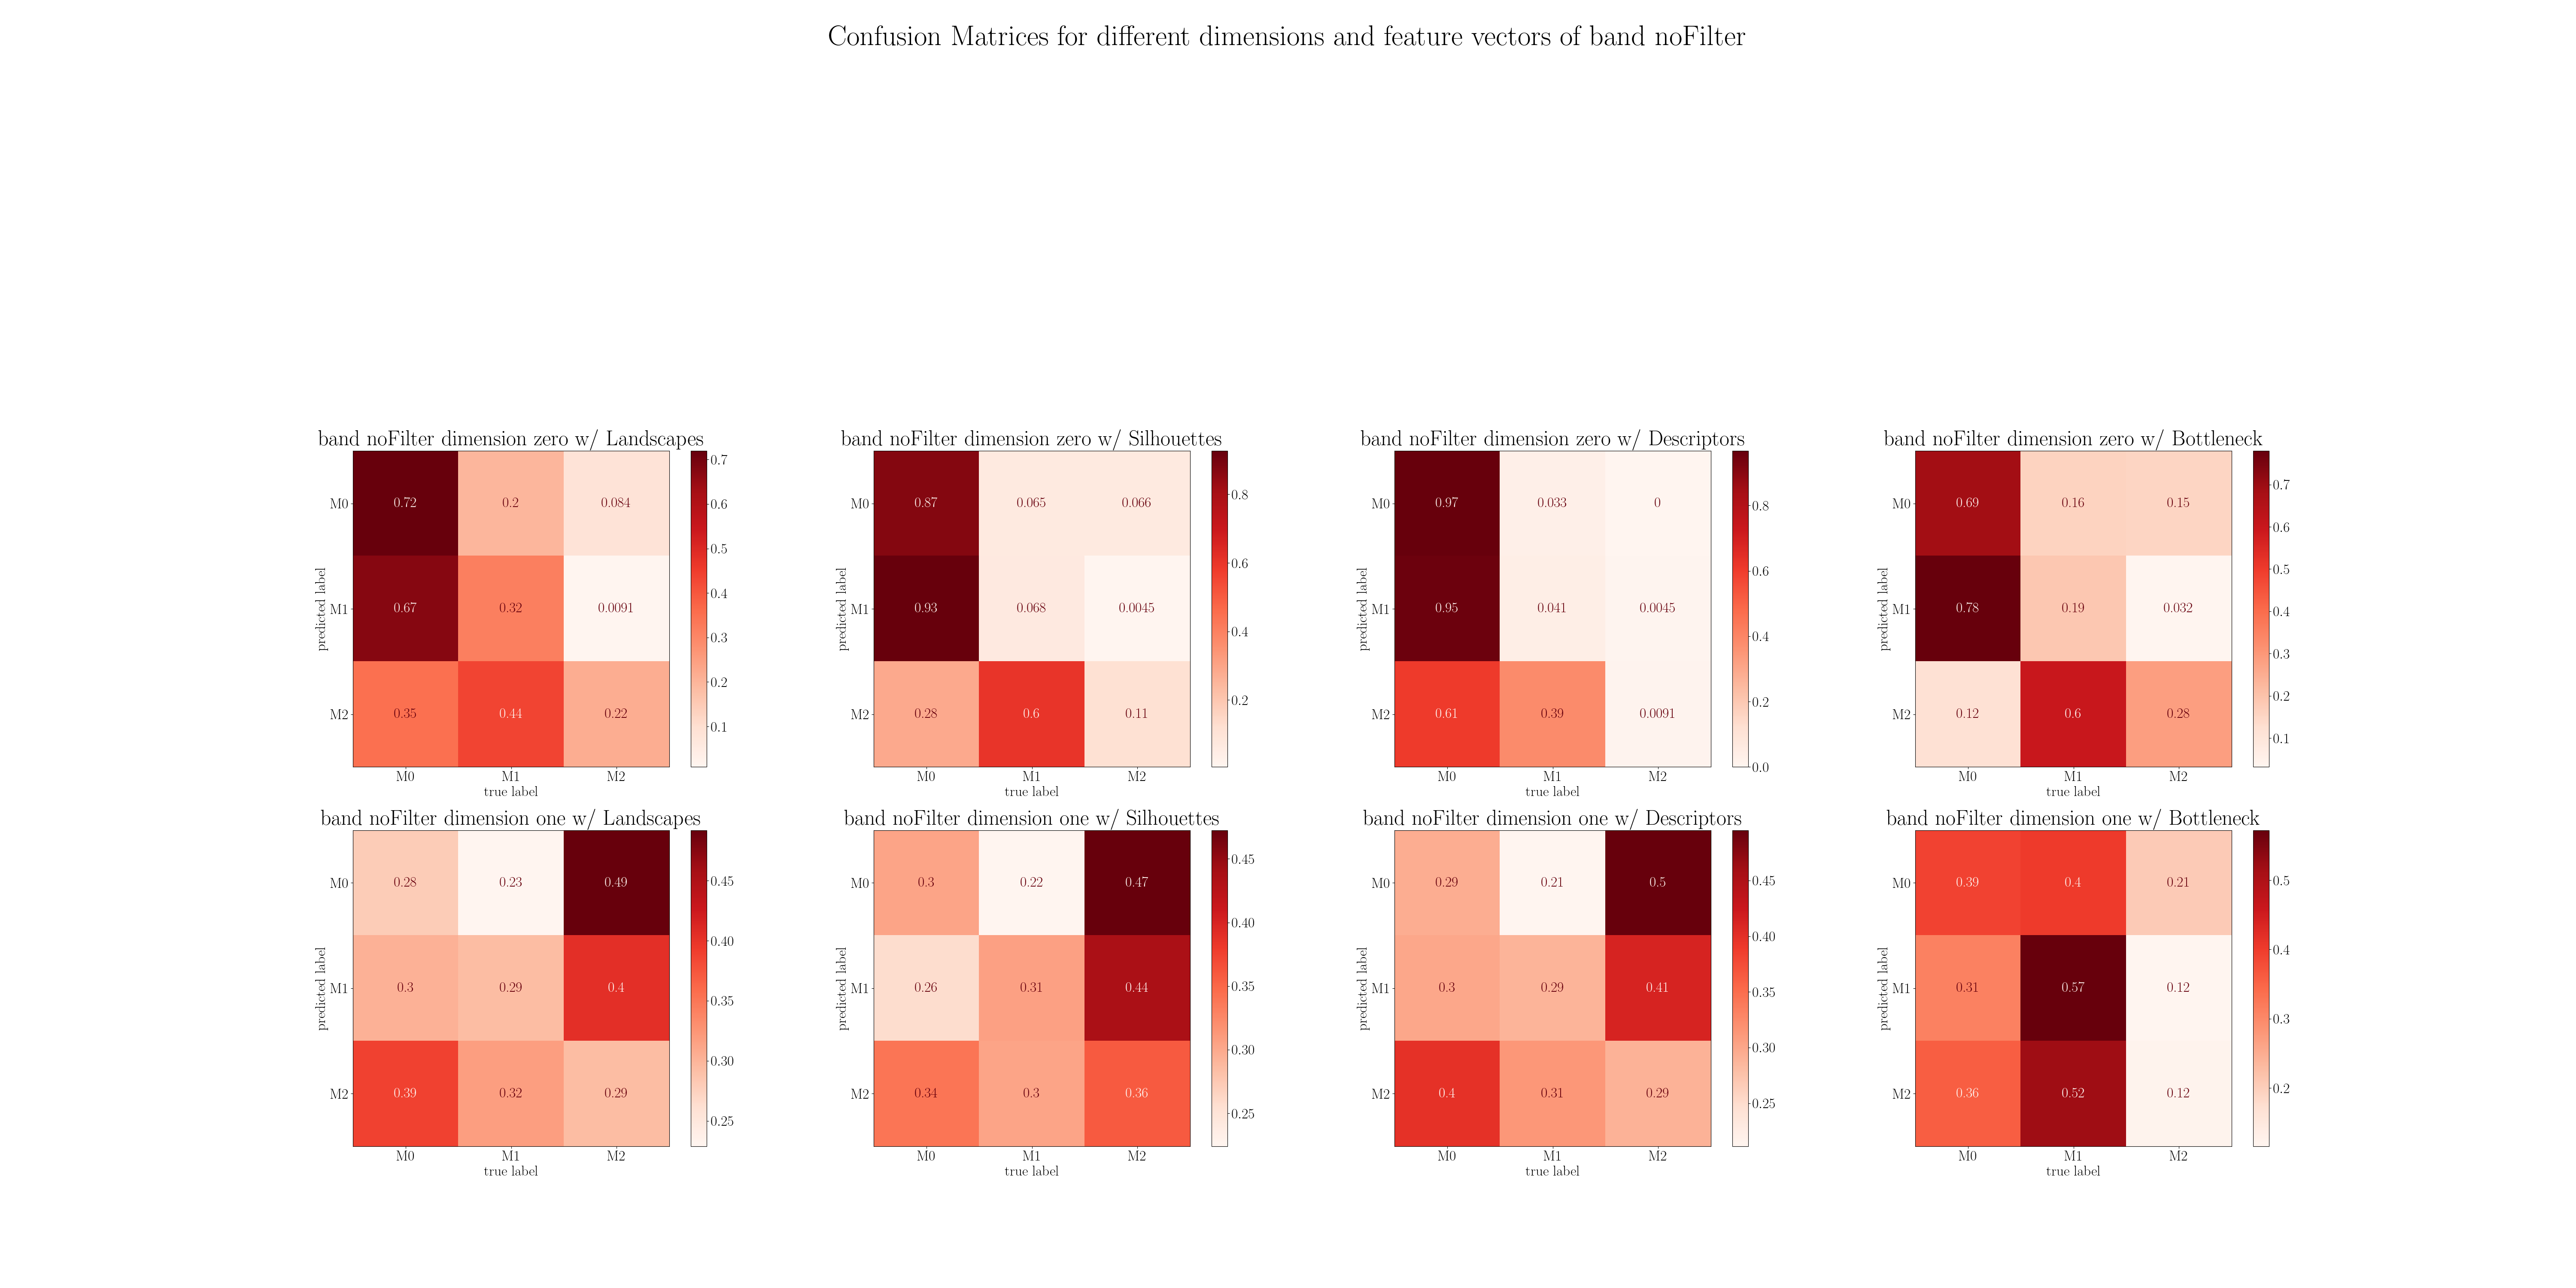 Confusion Matrices for different dimensions and feature vectors of band noFilter
band noFilter dimension zero w/ Landscapes
predicted label
M0 0.72 0.2 0.084
M1 0.67 0.32 0.0091
M2 0.35 0.44 0.22
M0 M1 M2
true label
0.7
0.6
0.5
0.4
0.3
0.2
0.1
band noFilter dimension zero w/ Silhouettes
predicted label
M0 0.87 0.065 0.066
M1 0.93 0.068 0.0045
M2 0.28 0.6 0.11
M0 M1 M2
true label
0.8
0.6
0.4
0.2
band noFilter dimension zero w/ Descriptors
predicted label
M0 0.97 0.033 0
M1 0.95 0.041 0.0045
M2 0.61 0.39 0.0091
M0 M1 M2
true label
0.8
0.6
0.4
0.2
0.0
band noFilter dimension zero w/ Bottleneck
predicted label
M0 0.69 0.16 0.15
M1 0.78 0.19 0.032
M2 0.12 0.6 0.28
M0 M1 M2
true label
0.7
0.6
0.5
0.4
0.3
0.2
0.1
band noFilter dimension one w/ Landscapes
predicted label
M0 0.28 0.23 0.49
M1 0.3 0.29 0.4
M2 0.39 0.32 0.29
M0 M1 M2
true label
0.45
0.40
0.35
0.30
0.25
band noFilter dimension one w/ Silhouettes
predicted label
M0 0.3 0.22 0.47
M1 0.26 0.31 0.44
M2 0.34 0.3 0.36
M0 M1 M2
true label
0.45
0.40
0.35
0.30
0.25
band noFilter dimension one w/ Descriptors
predicted label
M0 0.29 0.21 0.5
M1 0.3 0.29 0.41
M2 0.4 0.31 0.29
M0 M1 M2
true label
0.45
0.40
0.35
0.30
0.25
band noFilter dimension one w/ Bottleneck
predicted label
M0 0.39 0.4 0.21
M1 0.31 0.57 0.12
M2 0.36 0.52 0.12
M0 M1 M2
true label
0.5
0.4
0.3
0.2